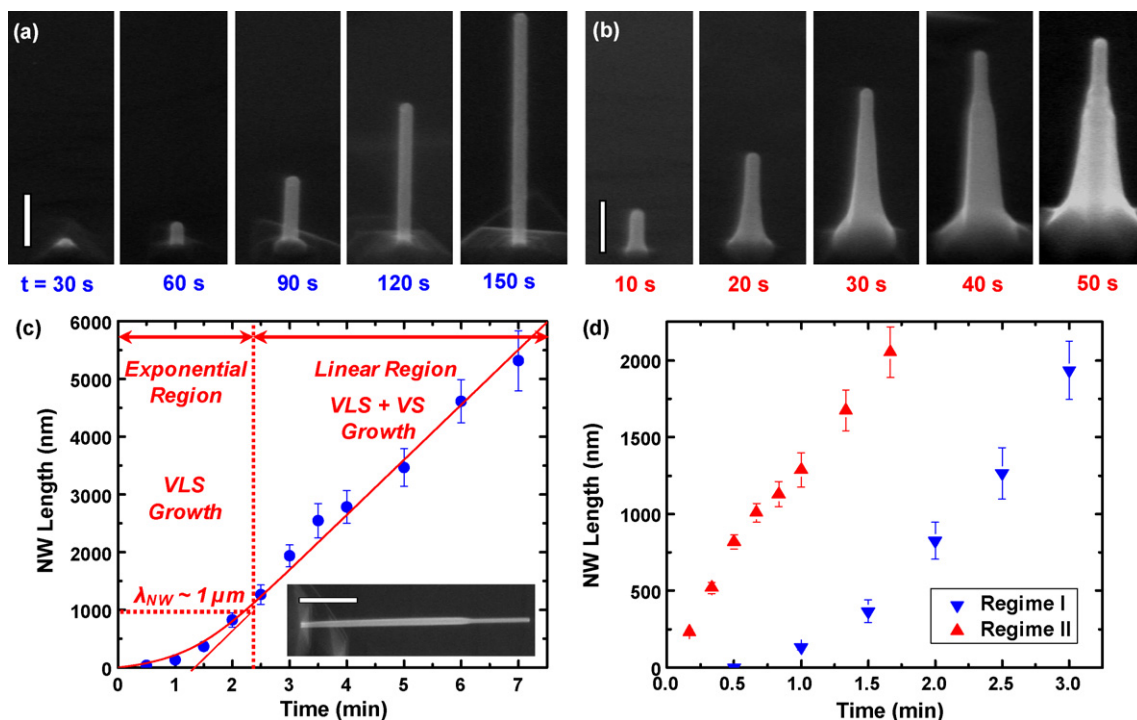 (a)
(b)
t = 30 s 60 s 90 s 120 s 150 s
10 s 20 s 30 s 40 s 50 s
(c)
6000
5000
4000
3000
2000
1000
0
NW Length (nm)
Exponential
Region
VLS
Growth
Linear Region
VLS + VS
Growth
λNW ~ 1 μm
0 1 2 3 4 5 6 7
Time (min)
(d)
2000
1500
1000
500
0
NW Length (nm)
Regime I
Regime II
0.0 0.5 1.0 1.5 2.0 2.5 3.0
Time (min)